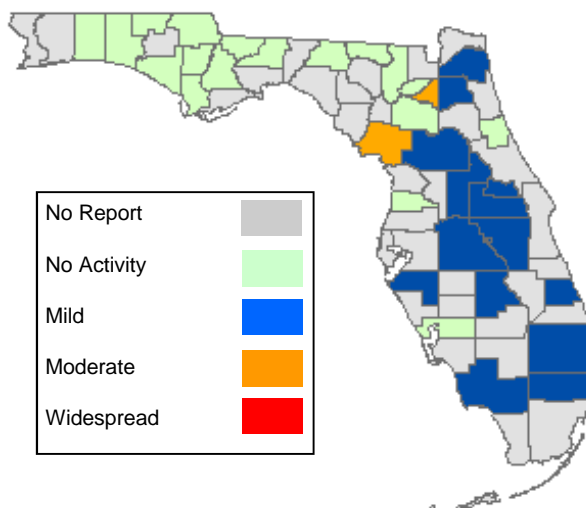 No Report
No Activity
Mild
Moderate
Widespread